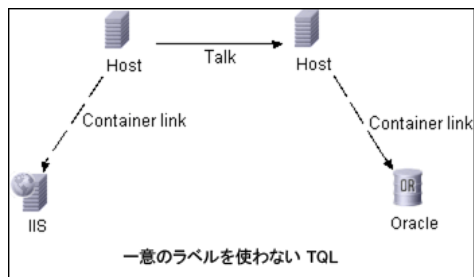 Host
Talk
Host
Container link
Container link
IIS
OR
Oracle
一意のラベルを使わない TQL